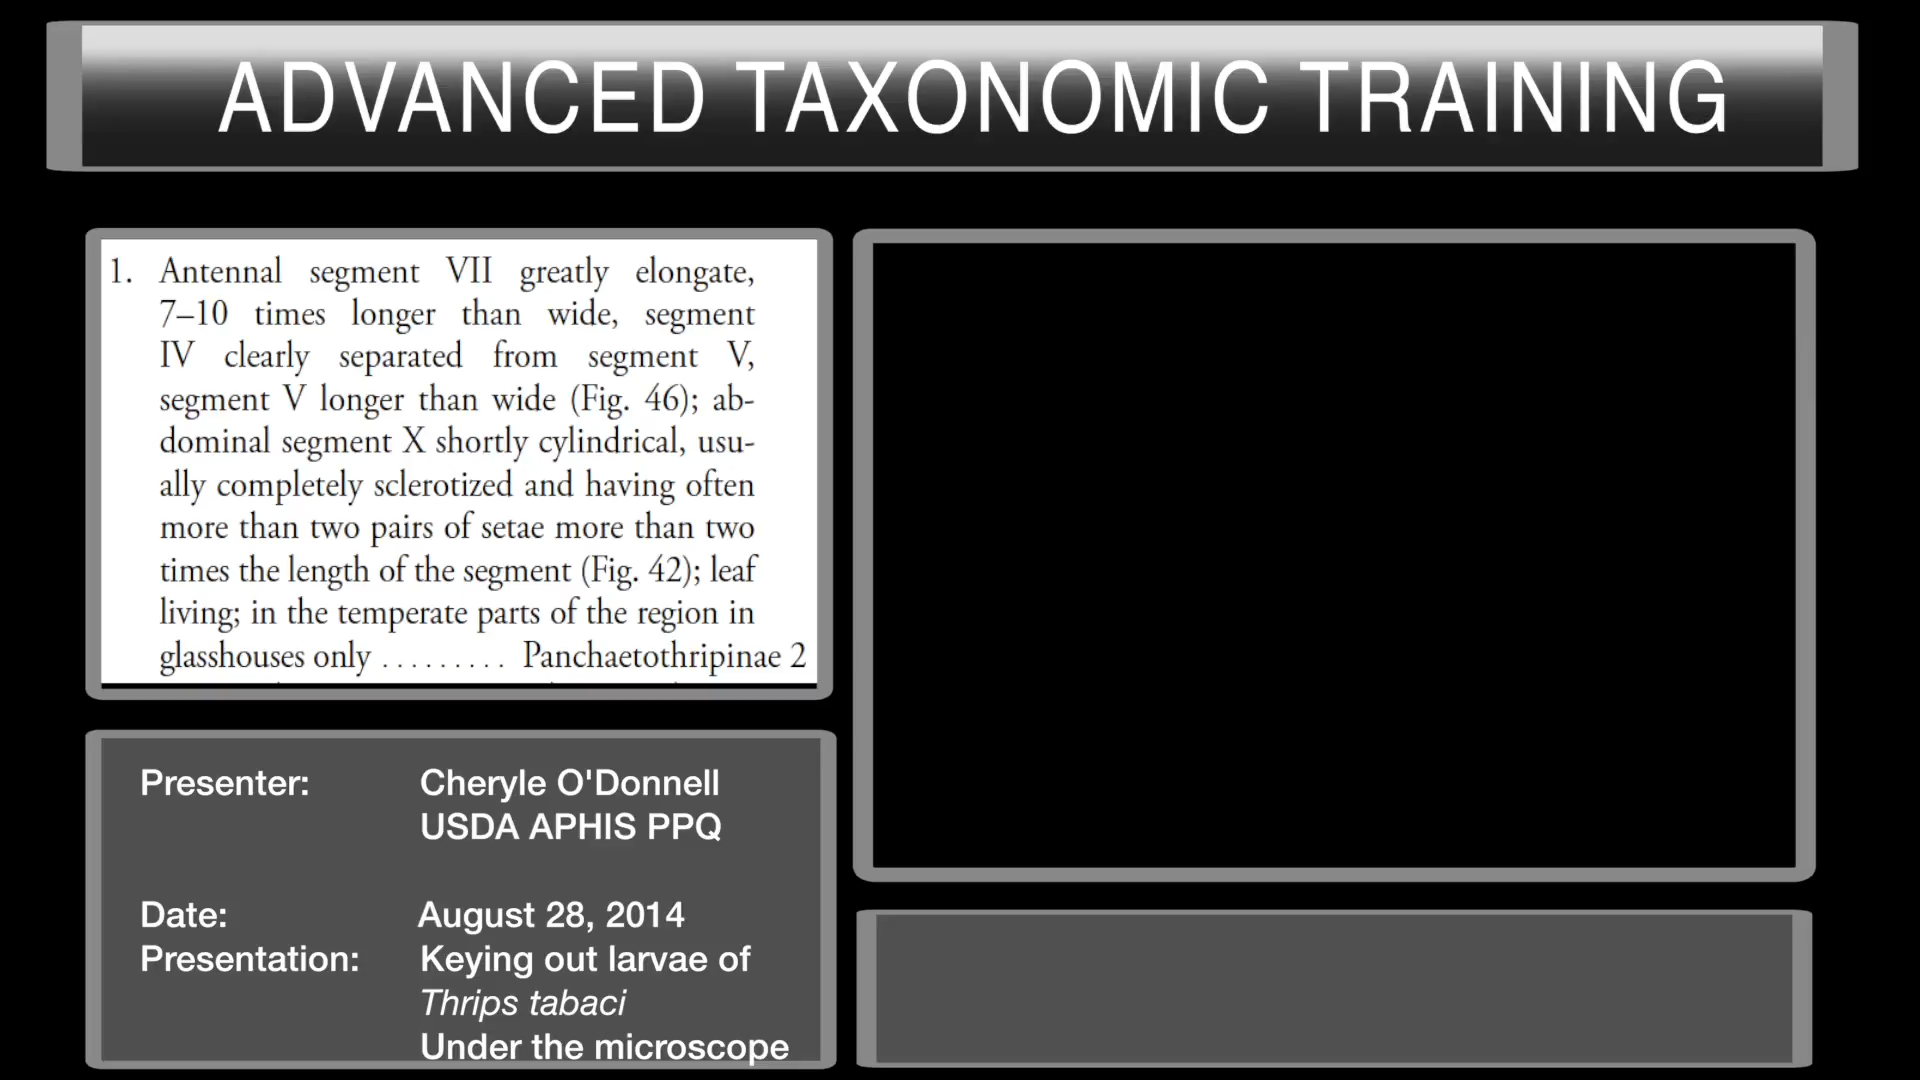 ADVANCED TAXONOMIC TRAINING
1. Antennal segment VII greatly elongate,
7–10 times longer than wide, segment
IV clearly separated from segment V,
segment V longer than wide (Fig. 46); ab-
dominal segment X shortly cylindrical, usu-
ally completely sclerotized and having often
more than two pairs of setae more than two
times the length of the segment (Fig. 42); leaf
living; in the temperate parts of the region in
glasshouses only ......... Panchaetothripinae 2
Presenter: Cheryle O'Donnell
USDA APHIS PPQ
Date: August 28, 2014
Presentation: Keying out larvae of
Thrips tabaci
Under the microscope